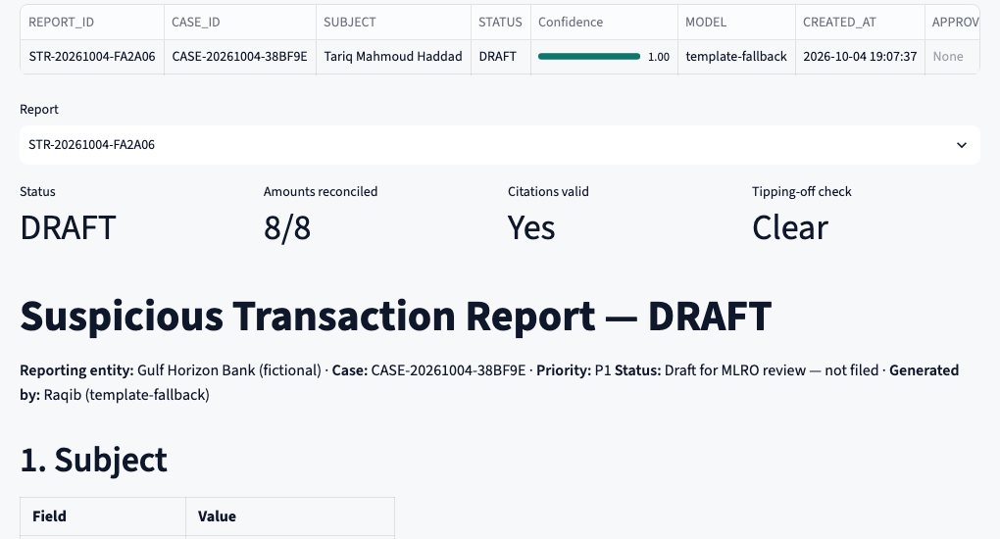 REPORT_ID CASE_ID SUBJECT STATUS Confidence MODEL CREATED_AT APPROV
STR-20261004-FA2A06 CASE-20261004-38BF9E Tariq Mahmoud Haddad DRAFT 1.00 template-fallback 2026-10-04 19:07:37 None
Report
STR-20261004-FA2A06
Status Amounts reconciled Citations valid Tipping-off check
DRAFT 8/8 Yes Clear
Suspicious Transaction Report — DRAFT
Reporting entity: Gulf Horizon Bank (fictional) · Case: CASE-20261004-38BF9E · Priority: P1 Status: Draft for MLRO review — not filed · Generated
by: Raqib (template-fallback)
1. Subject
Field Value